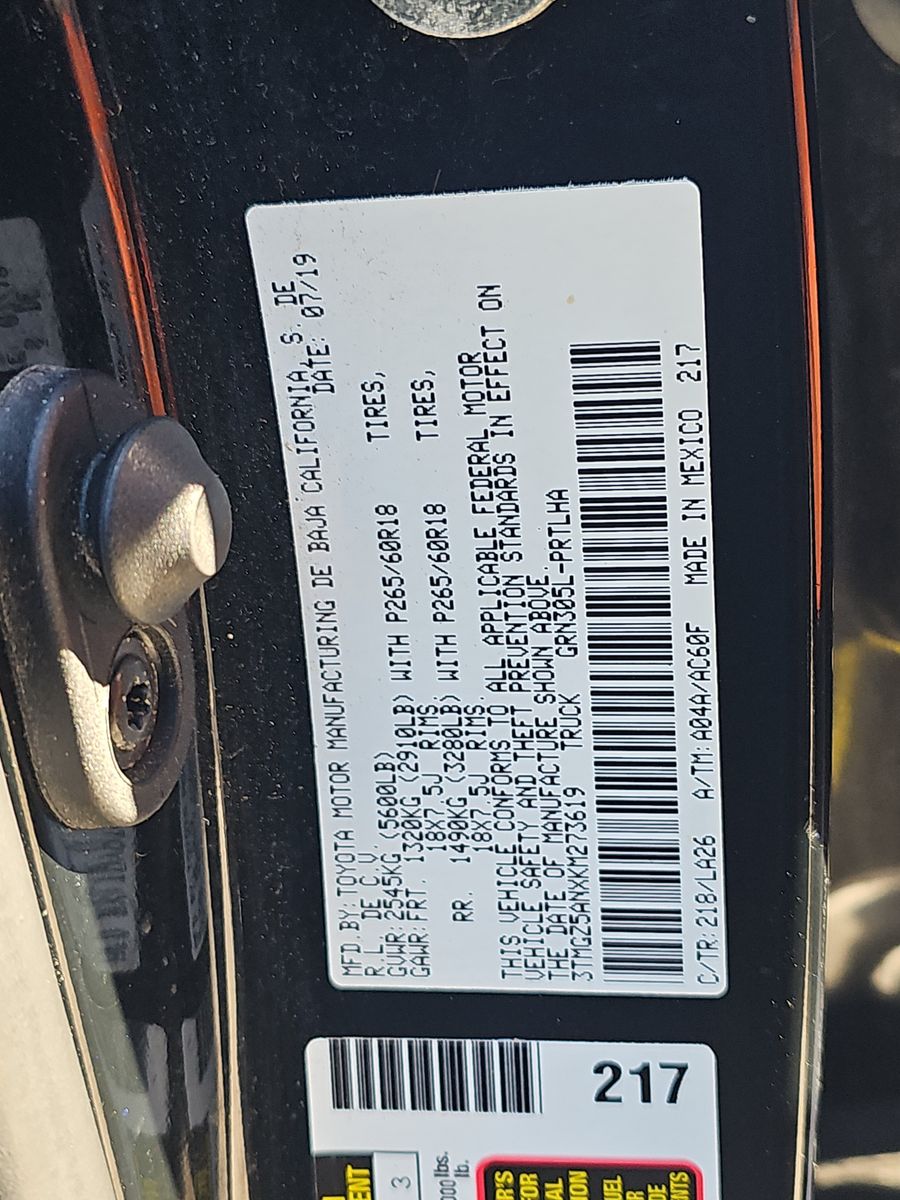 MFD BY: TOYOTA MOTOR MANUFACTURING DE BAJA CALIFORNIA, S. DE
R. L. DE C. V. DATE: 07/19
GVWR: 2545KG (5600LB)
GAWR: FRT. 1320KG (2910LB) WITH P265/60R18 TIRES,
18X7.5J RIMS
RR. 1490KG (3280LB) WITH P265/60R18 TIRES,
18X7.5J RIMS
THIS VEHICLE CONFORMS TO ALL APPLICABLE FEDERAL MOTOR
VEHICLE SAFETY AND THEFT PREVENTION STANDARDS IN EFFECT ON
THE DATE OF MANUFACTURE SHOWN ABOVE.
3TMGZ5ANXKM273619 TRUCK GRN305L-PRTLHA
C/TR: 218/LA26 A/TM: A04A/AC60F MADE IN MEXICO 217
217
3
lbs.
lb.